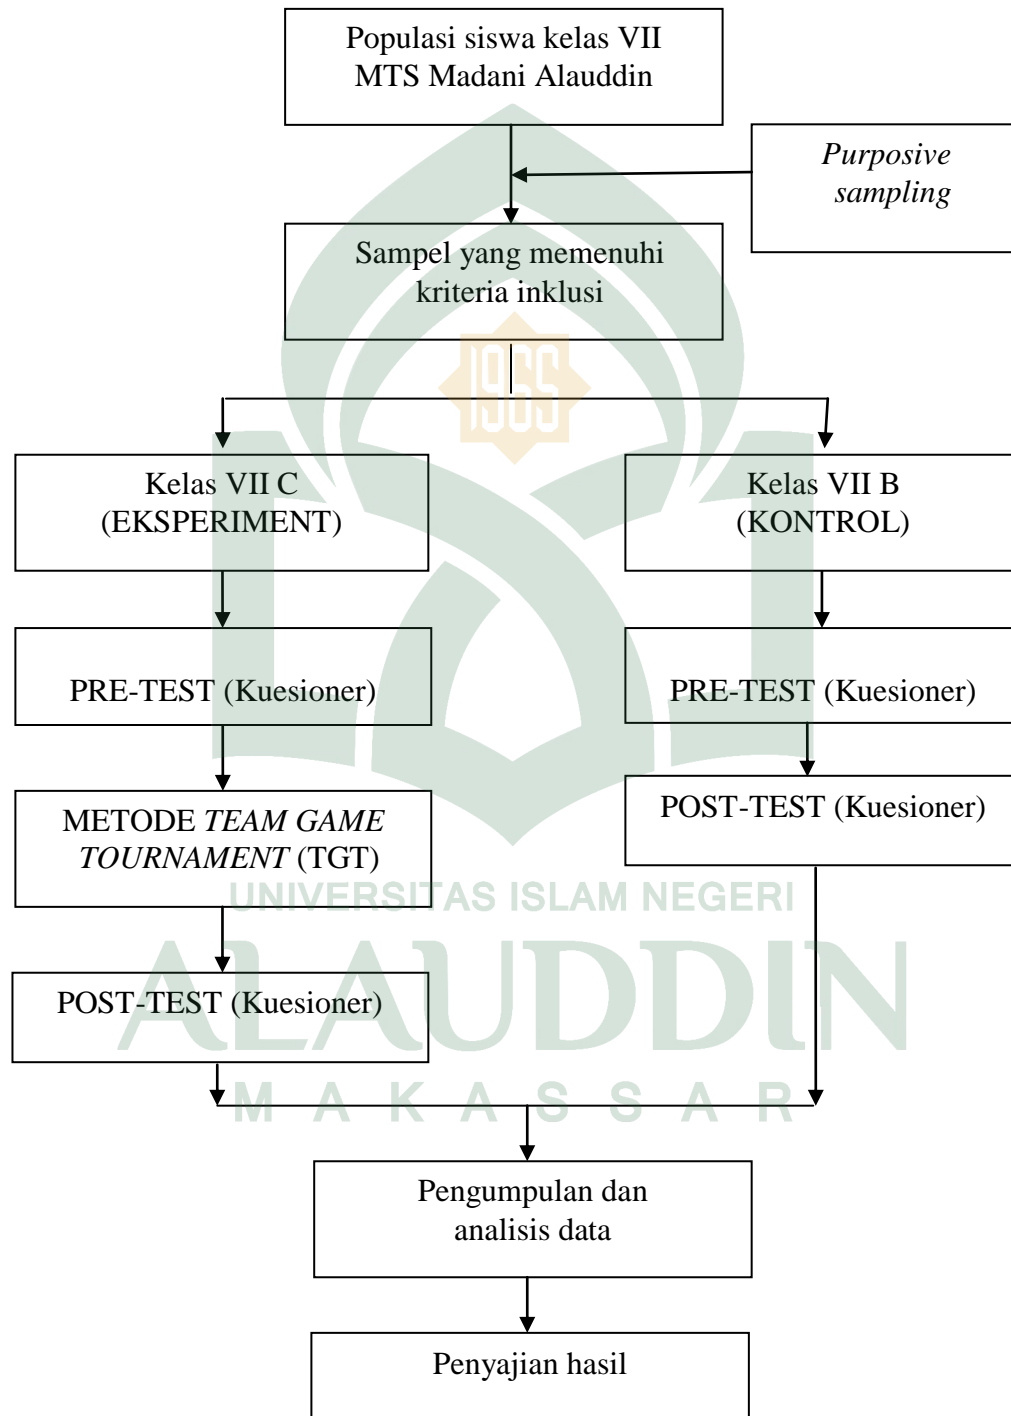 Populasi siswa kelas VII
MTS Madani Alauddin
Purposive
sampling
Sampel yang memenuhi
kriteria inklusi
1965
Kelas VII C
(EKSPERIMENT)
Kelas VII B
(KONTROL)
PRE-TEST (Kuesioner)
PRE-TEST (Kuesioner)
METODE TEAM GAME
TOURNAMENT (TGT)
POST-TEST (Kuesioner)
POST-TEST (Kuesioner)
UNIVERSITAS ISLAM NEGERI
ALAUDDIN
MAKASSAR
Pengumpulan dan
analisis data
Penyajian hasil